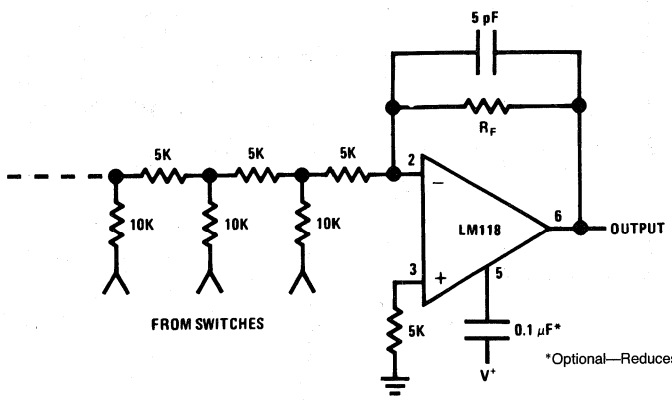 5 pF
R_F
5K 5K 5K
2
10K 10K 10K
−
LM118
6
OUTPUT
3
+
5
FROM SWITCHES
5K
0.1 μF*
*Optional—Reduces
V+